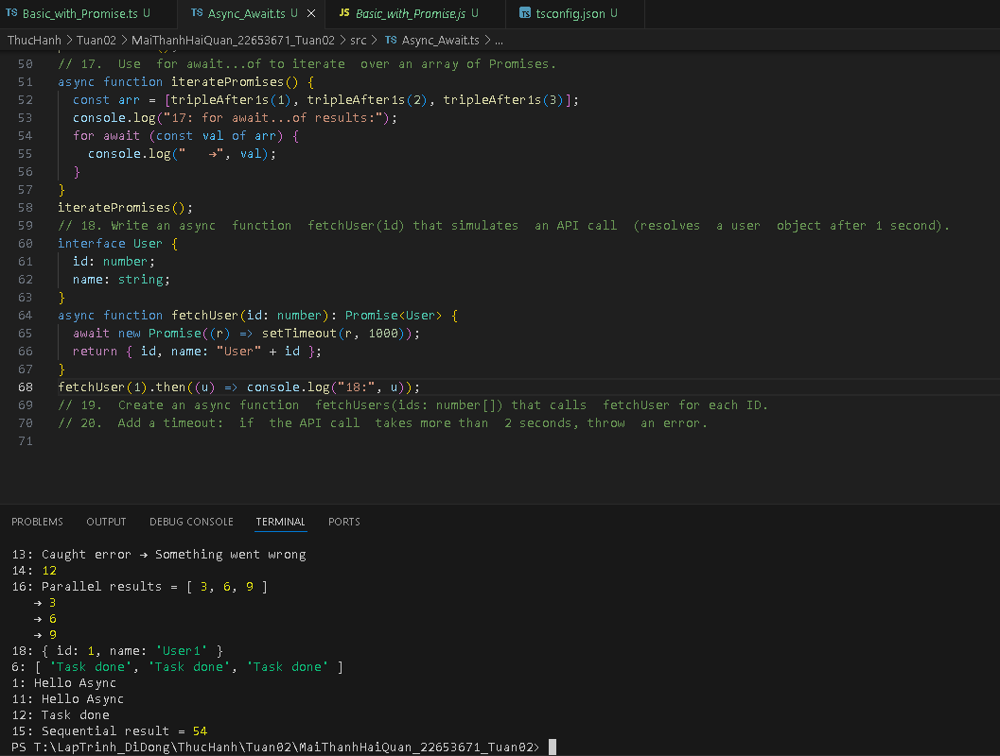 TS Basic_with_Promise.ts U TS Async_Await.ts U × JS Basic_with_Promise.js U TS tsconfig.json U
ThucHanh > Tuan02 > MaiThanhHaiQuan_22653671_Tuan02 > src > TS Async_Await.ts > ...
50 // 17.  Use  for await...of to iterate  over an array of Promises.
51 async function iteratePromises() {
52   const arr = [tripleAfter1s(1), tripleAfter1s(2), tripleAfter1s(3)];
53   console.log("17: for await...of results:");
54   for await (const val of arr) {
55     console.log("   →", val);
56   }
57 }
58 iteratePromises();
59 // 18. Write an async  function  fetchUser(id) that simulates  an API call  (resolves  a user  object after 1 second).
60 interface User {
61   id: number;
62   name: string;
63 }
64 async function fetchUser(id: number): Promise<User> {
65   await new Promise((r) => setTimeout(r, 1000));
66   return { id, name: "User" + id };
67 }
68 fetchUser(1).then((u) => console.log("18:", u));
69 // 19.  Create an async function  fetchUsers(ids: number[]) that calls  fetchUser for each ID.
70 // 20.  Add a timeout:  if  the API call  takes more than  2 seconds, throw  an error.
71
PROBLEMS OUTPUT DEBUG CONSOLE TERMINAL PORTS
13: Caught error → Something went wrong
14: 12
16: Parallel results = [ 3, 6, 9 ]
   → 3
   → 6
   → 9
18: { id: 1, name: 'User1' }
6: [ 'Task done', 'Task done', 'Task done' ]
1: Hello Async
11: Hello Async
12: Task done
15: Sequential result = 54
PS T:\LapTrinh_DiDong\ThucHanh\Tuan02\MaiThanhHaiQuan_22653671_Tuan02>